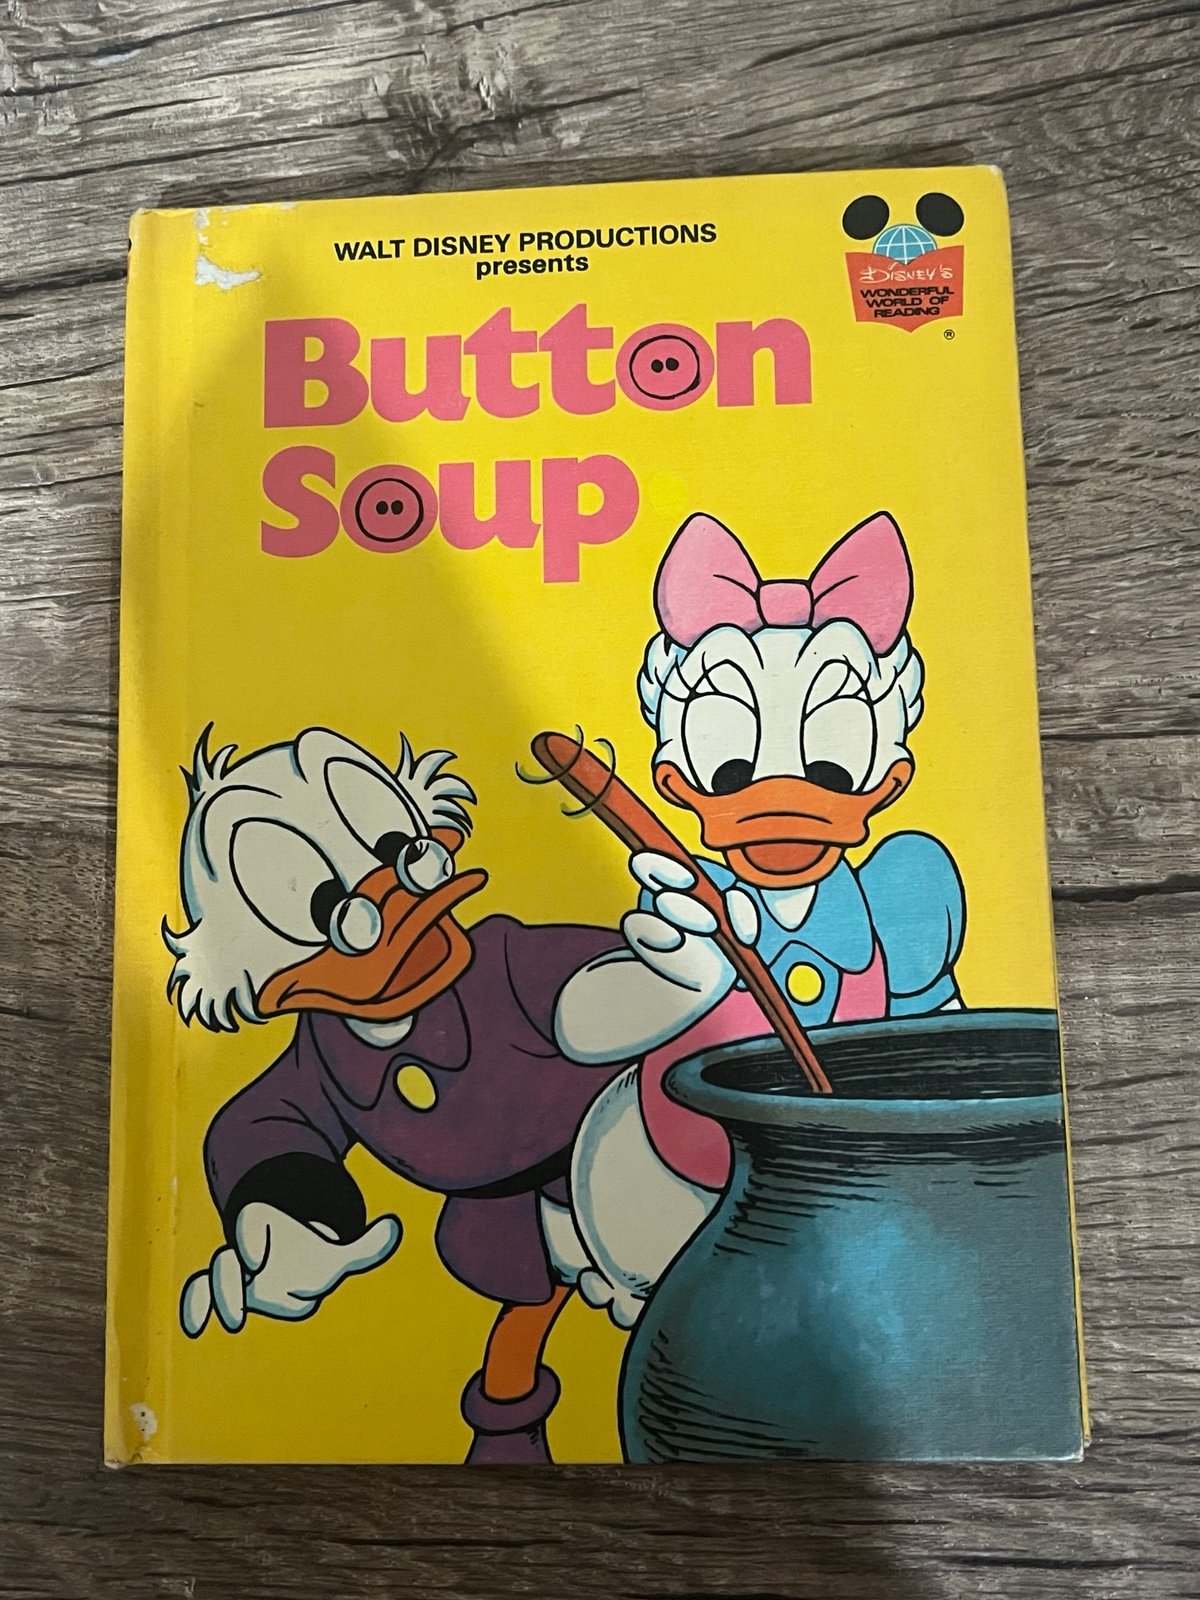 WALT DISNEY PRODUCTIONS
presents
Button
Soup
DISNEY'S
WONDERFUL
WORLD OF
READING
®